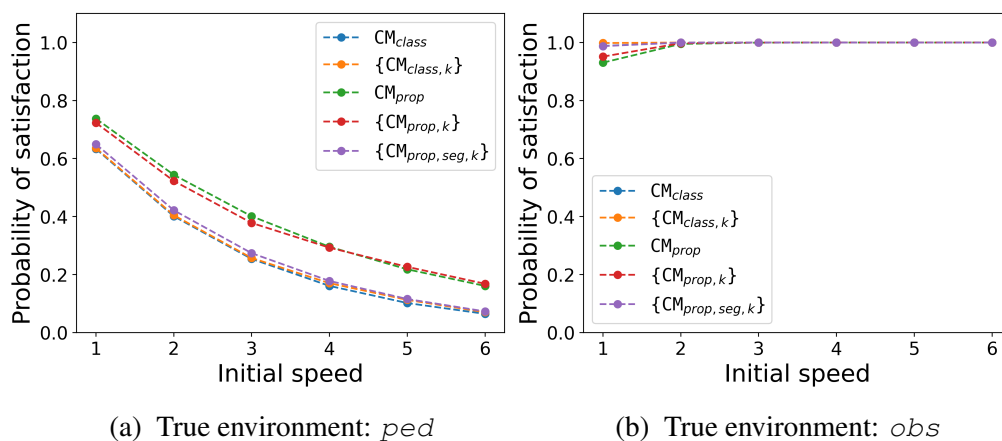 Probability of satisfaction
1.0
0.8
0.6
0.4
0.2
0.0
1 2 3 4 5 6
Initial speed
CM_class
{CM_class,k}
CM_prop
{CM_prop,k}
{CM_prop,seg,k}
(a) True environment: ped
Probability of satisfaction
1.0
0.8
0.6
0.4
0.2
0.0
1 2 3 4 5 6
Initial speed
CM_class
{CM_class,k}
CM_prop
{CM_prop,k}
{CM_prop,seg,k}
(b) True environment: obs